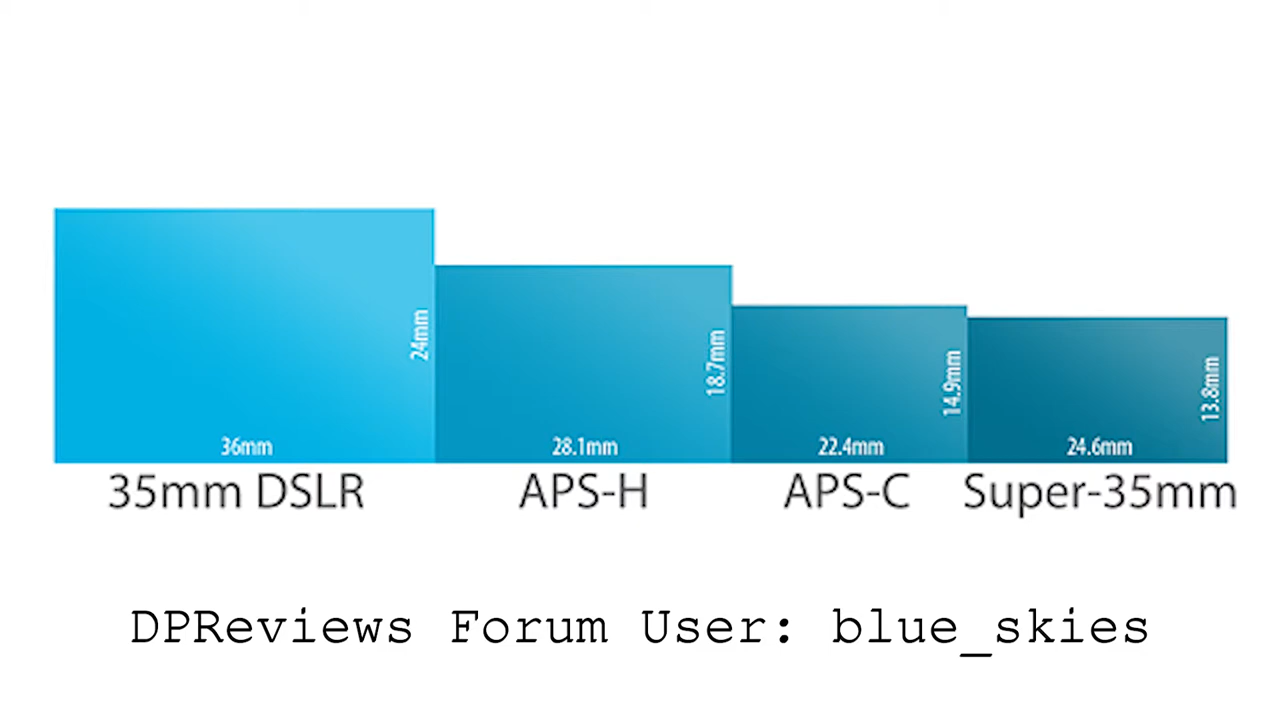 24mm
18.7mm
14.9mm
13.8mm
36mm 28.1mm 22.4mm 24.6mm
35mm DSLR APS-H APS-C Super-35mm
DPReviews Forum User: blue_skies